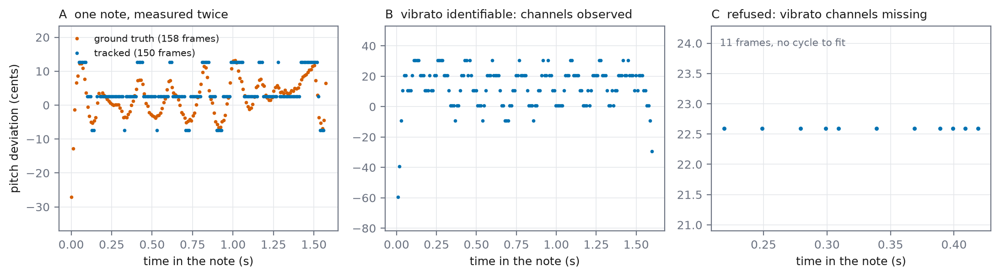 A one note, measured twice
ground truth (158 frames)
tracked (150 frames)
pitch deviation (cents)
20
10
0
−10
−20
−30
0.00 0.25 0.50 0.75 1.00 1.25 1.50
time in the note (s)
B vibrato identifiable: channels observed
40
20
0
−20
−40
−60
−80
0.00 0.25 0.50 0.75 1.00 1.25 1.50
time in the note (s)
C refused: vibrato channels missing
11 frames, no cycle to fit
24.0
23.5
23.0
22.5
22.0
21.5
21.0
0.25 0.30 0.35 0.40
time in the note (s)